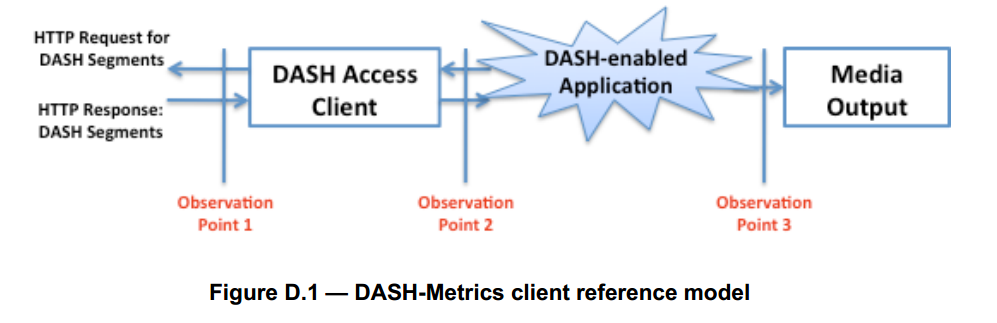 HTTP Request for
DASH Segments
HTTP Response:
DASH Segments
DASH Access
Client
DASH-enabled
Application
Media
Output
Observation
Point 1
Observation
Point 2
Observation
Point 3
Figure D.1 — DASH-Metrics client reference model